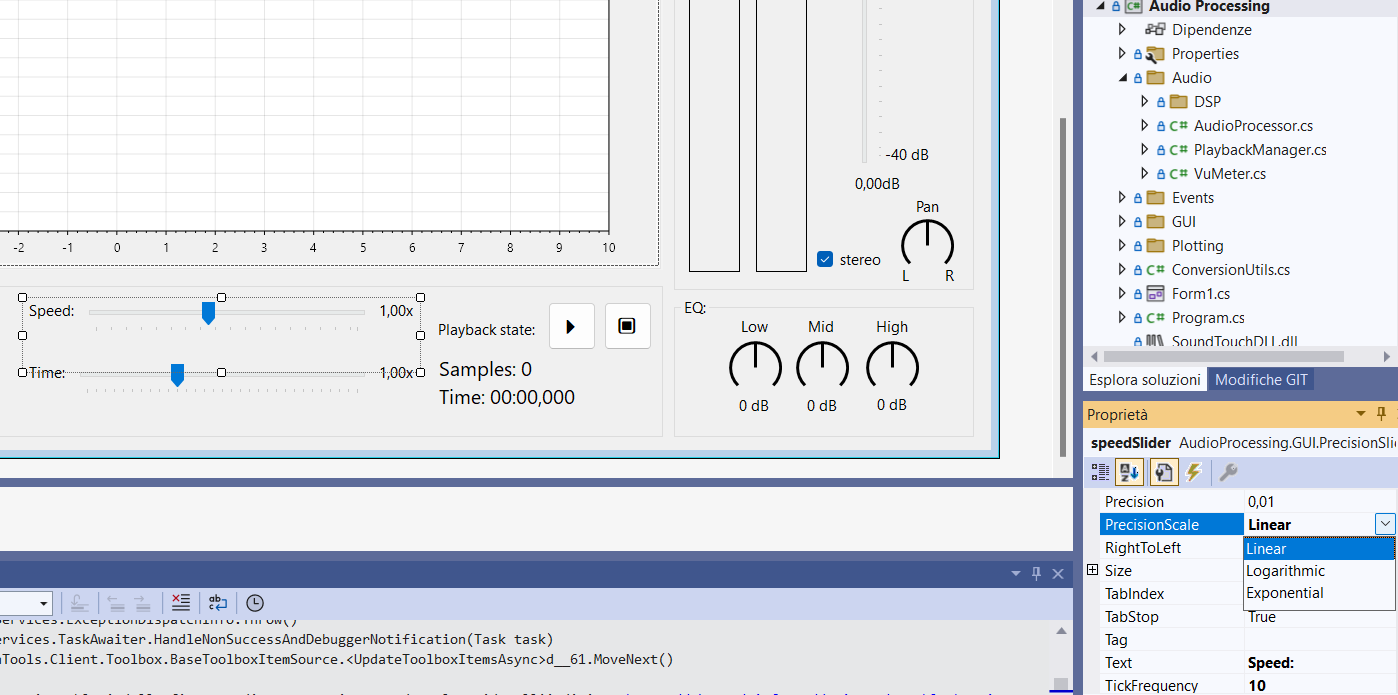 -2 -1 0 1 2 3 4 5 6 7 8 9 10
Speed: 1,00x
Time: 1,00x
Playback state:
Samples: 0
Time: 00:00,000
-40 dB
0,00dB
Pan
stereo
L R
EQ:
Low Mid High
0 dB 0 dB 0 dB
C# Audio Processing
Dipendenze
Properties
Audio
DSP
C# AudioProcessor.cs
C# PlaybackManager.cs
C# VuMeter.cs
Events
GUI
Plotting
C# ConversionUtils.cs
Form1.cs
C# Program.cs
SoundTouchDLL.dll
Esplora soluzioni Modifiche GIT
Proprietà
speedSlider AudioProcessing.GUI.PrecisionSli
Precision 0,01
PrecisionScale Linear
RightToLeft Linear
Size Logarithmic
TabIndex Exponential
TabStop True
Tag
Text Speed:
TickFrequency 10
Services.ExceptionDispatchInfo.Throw()
ervices.TaskAwaiter.HandleNonSuccessAndDebuggerNotification(Task task)
nTools.Client.Toolbox.BaseToolboxItemSource.<UpdateToolboxItemsAsync>d__61.MoveNext()